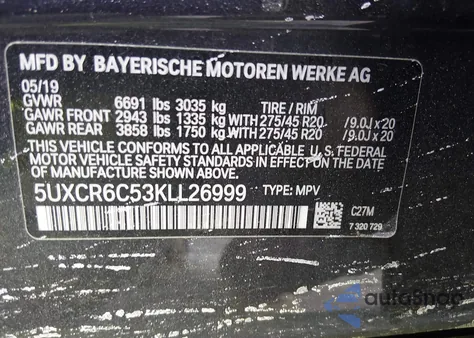 MFD BY BAYERISCHE MOTOREN WERKE AG
05/19
GVWR 6691 lbs 3035 kg TIRE / RIM
GAWR FRONT 2943 lbs 1335 kg WITH 275/45 R20 /9.0J x 20
GAWR REAR 3858 lbs 1750 kg WITH 275/45 R20 /9.0J x 20
THIS VEHICLE CONFORMS TO ALL APPLICABLE U. S. FEDERAL
MOTOR VEHICLE SAFETY STANDARDS IN EFFECT ON THE DATE
OF MANUFACTURE SHOWN ABOVE.
5UXCR6C53KLL26999 TYPE: MPV
C27M
7 320 729
autoSnap